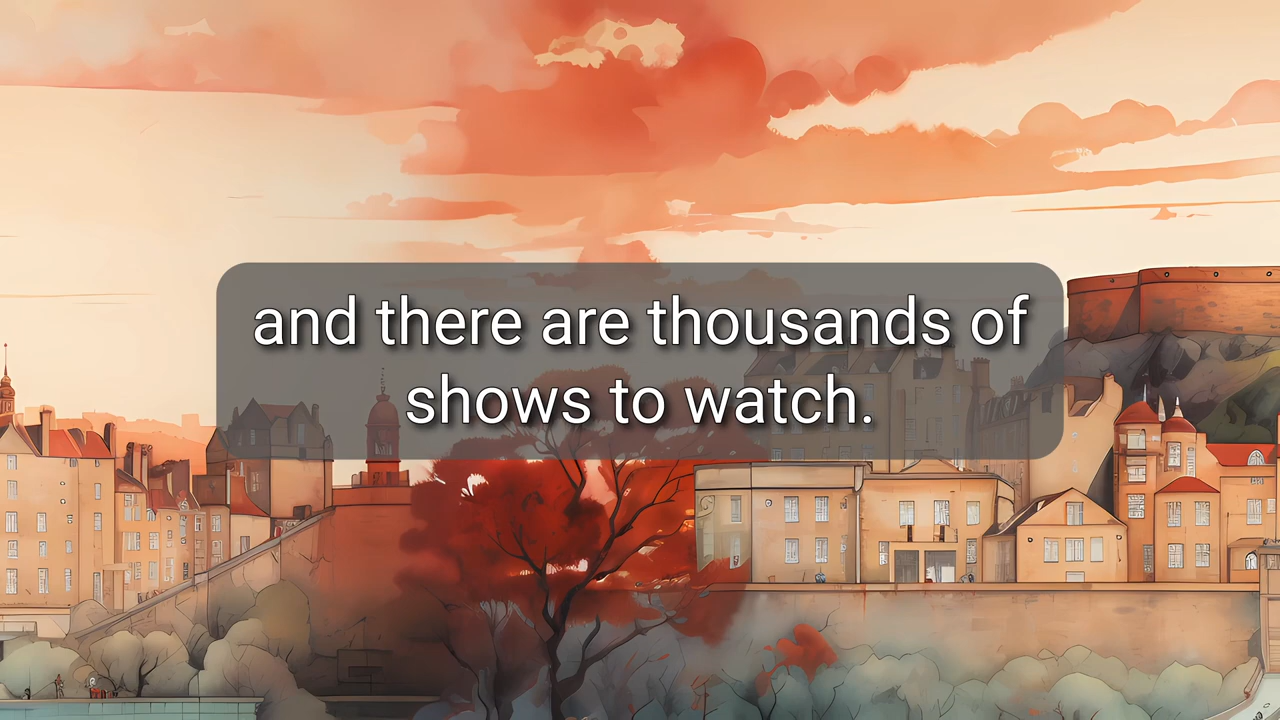 and there are thousands of
shows to watch.